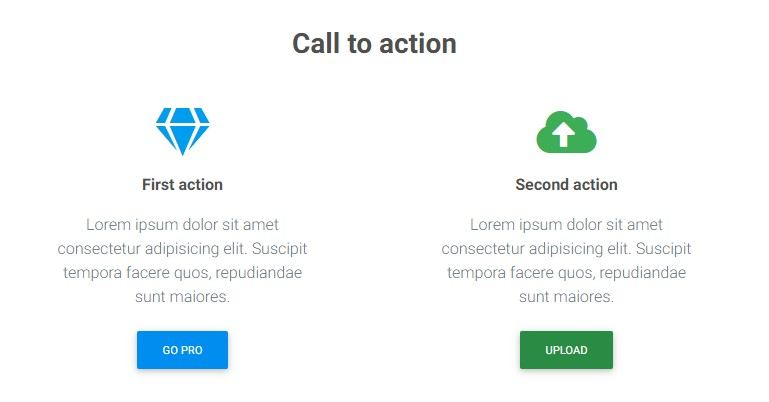 Call to action
First action
Lorem ipsum dolor sit amet
consectetur adipisicing elit. Suscipit
tempora facere quos, repudiandae
sunt maiores.
GO PRO
Second action
Lorem ipsum dolor sit amet
consectetur adipisicing elit. Suscipit
tempora facere quos, repudiandae
sunt maiores.
UPLOAD